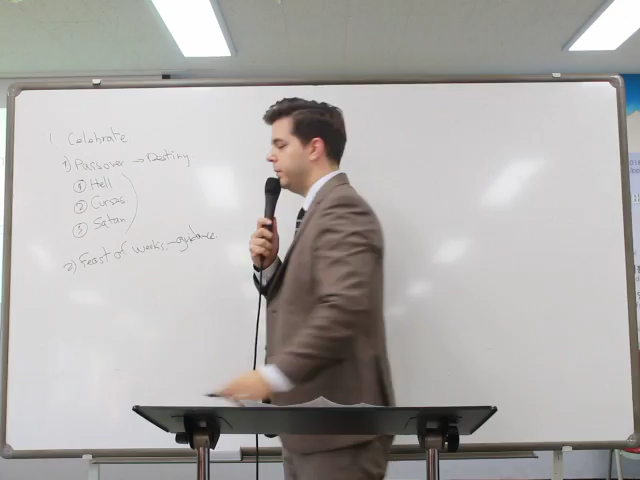 1. Celebrate
1) Passover → Destiny
① Hell
② Curses
③ Satan
2) Feast of Weeks → guidance.